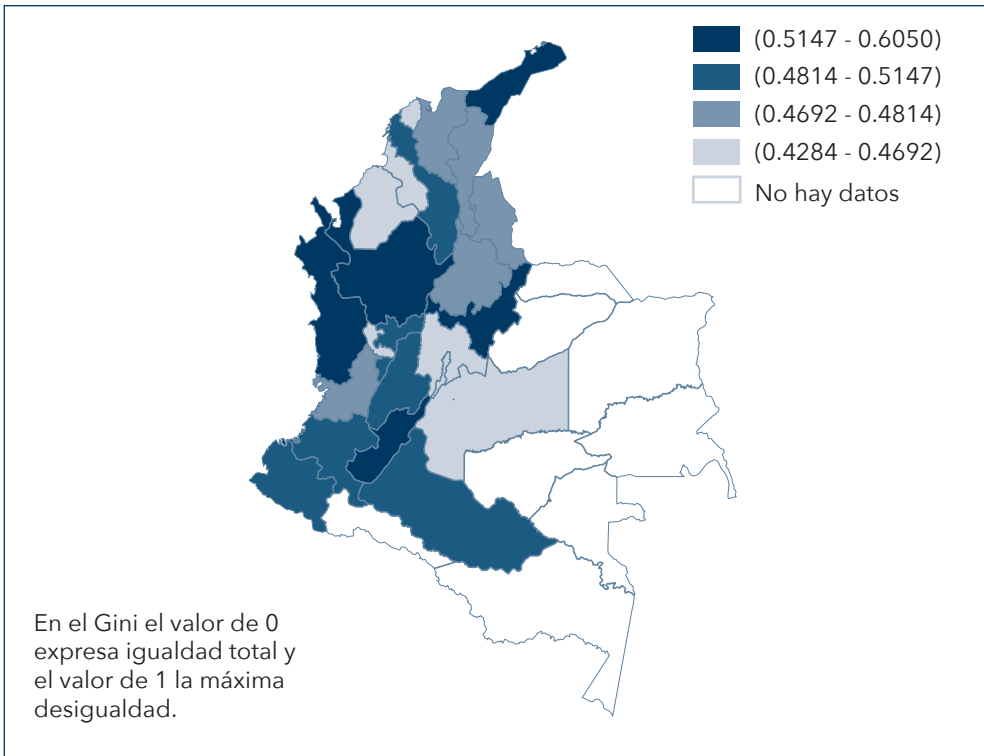 (0.5147 - 0.6050)
(0.4814 - 0.5147)
(0.4692 - 0.4814)
(0.4284 - 0.4692)
No hay datos
En el Gini el valor de 0
expresa igualdad total y
el valor de 1 la máxima
desigualdad.